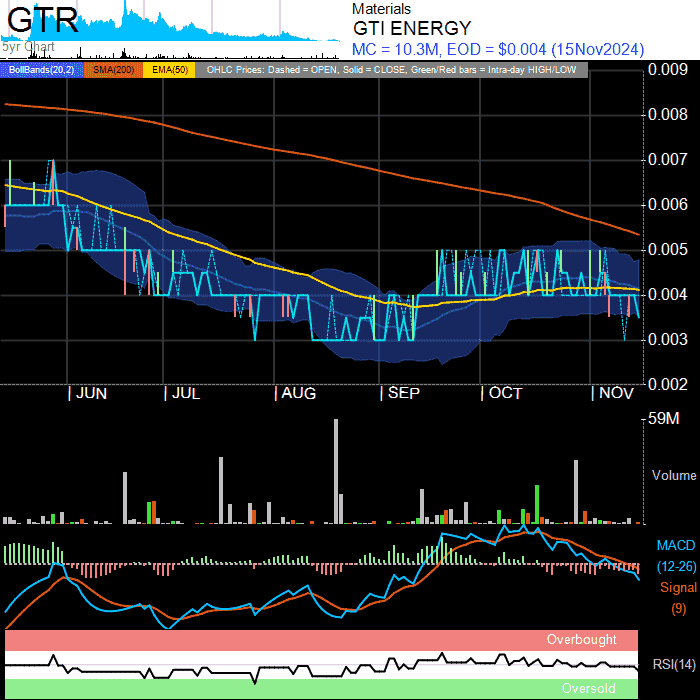 GTR
5yr Chart
Materials
GTI ENERGY
MC = 10.3M, EOD = $0.004 (15Nov2024)
BollBands(20,2) SMA(200) EMA(50) OHLC Prices: Dashed = OPEN, Solid = CLOSE, Green/Red bars = Intra-day HIGH/LOW
0.009
0.008
0.007
0.006
0.005
0.004
0.003
0.002
JUN JUL AUG SEP OCT NOV
59M
Volume
MACD
(12-26)
Signal
(9)
Overbought
RSI(14)
Oversold